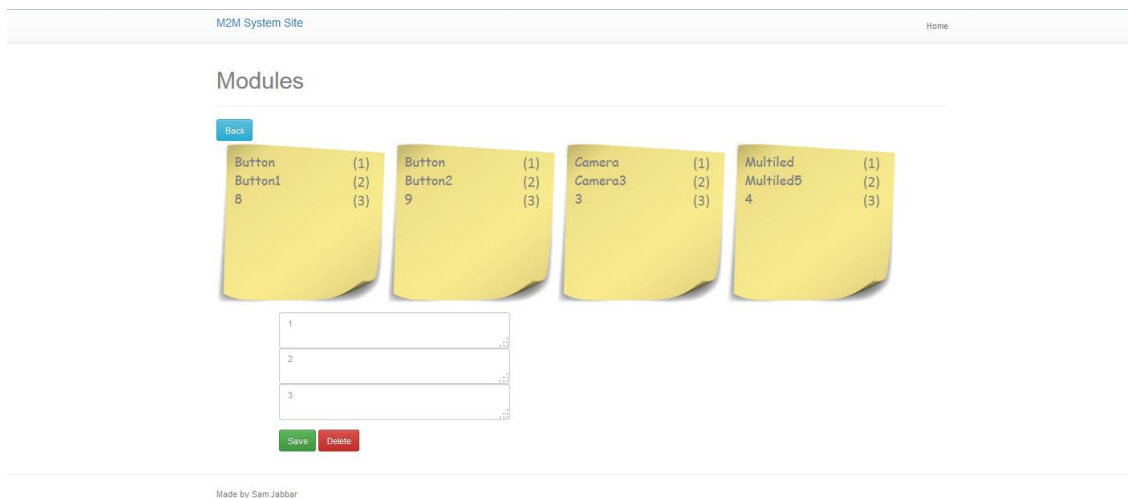 M2M System Site
Home
Modules
Back
Button (1)
Button1 (2)
8 (3)
Button (1)
Button2 (2)
9 (3)
Camera (1)
Camera3 (2)
3 (3)
Multiled (1)
Multiled5 (2)
4 (3)
1
2
3
Save Delete
Made by Sam Jabbar